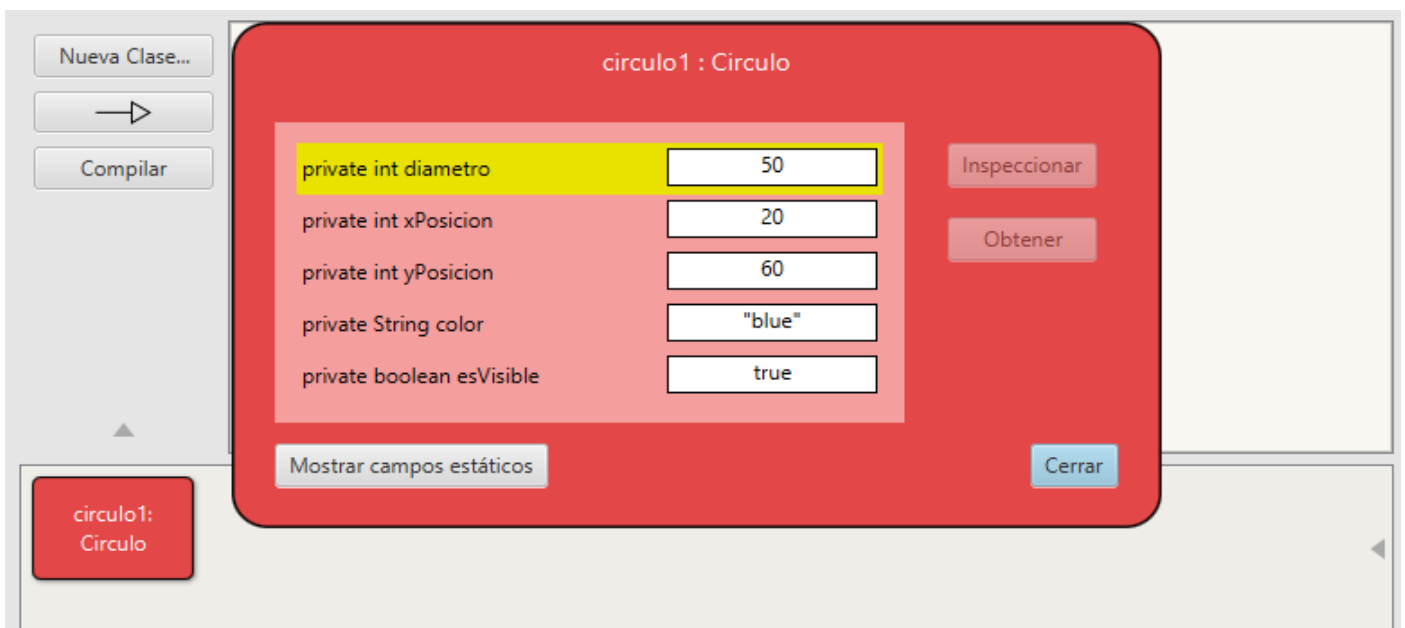 Nueva Clase...
Compilar
circulo1 : Circulo
private int diametro 50
private int xPosicion 20
private int yPosicion 60
private String color "blue"
private boolean esVisible true
Inspeccionar
Obtener
Mostrar campos estáticos
Cerrar
circulo1:
Circulo